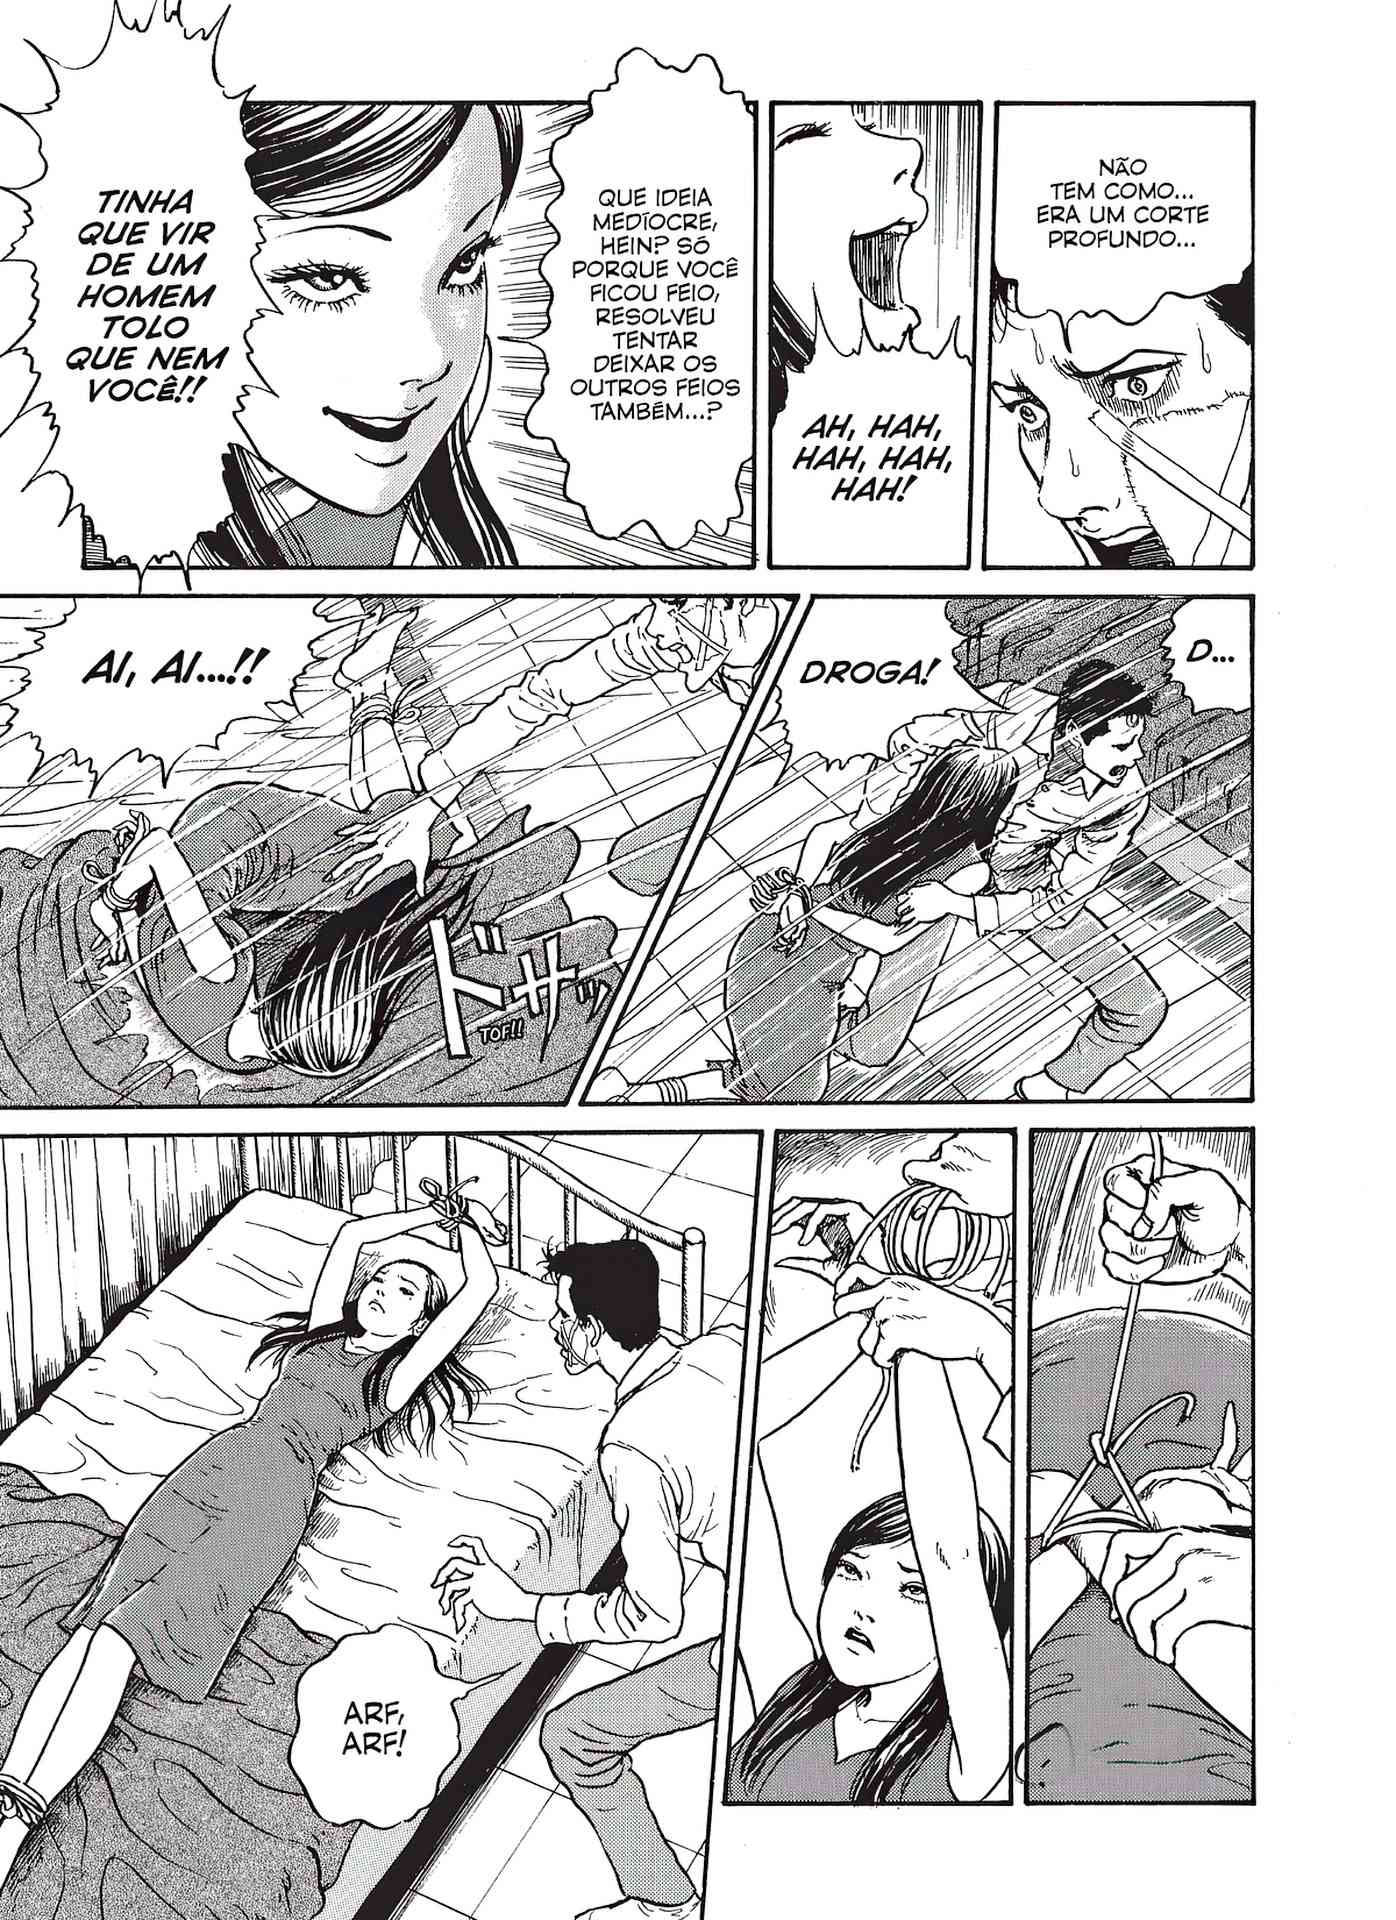 NÃO
TEM COMO...
ERA UM CORTE
PROFUNDO...
AH, HAH,
HAH, HAH,
HAH!
QUE IDEIA
MEDÍOCRE,
HEIN? SÓ
PORQUE VOCÊ
FICOU FEIO,
RESOLVEU
TENTAR
DEIXAR OS
OUTROS FEIOS
TAMBÉM...?
TINHA
QUE VIR
DE UM
HOMEM
TOLO
QUE NEM
VOCÊ!!
D...
DROGA!
AI, AI...!!
ドサッ
TOF!!
ARF,
ARF!